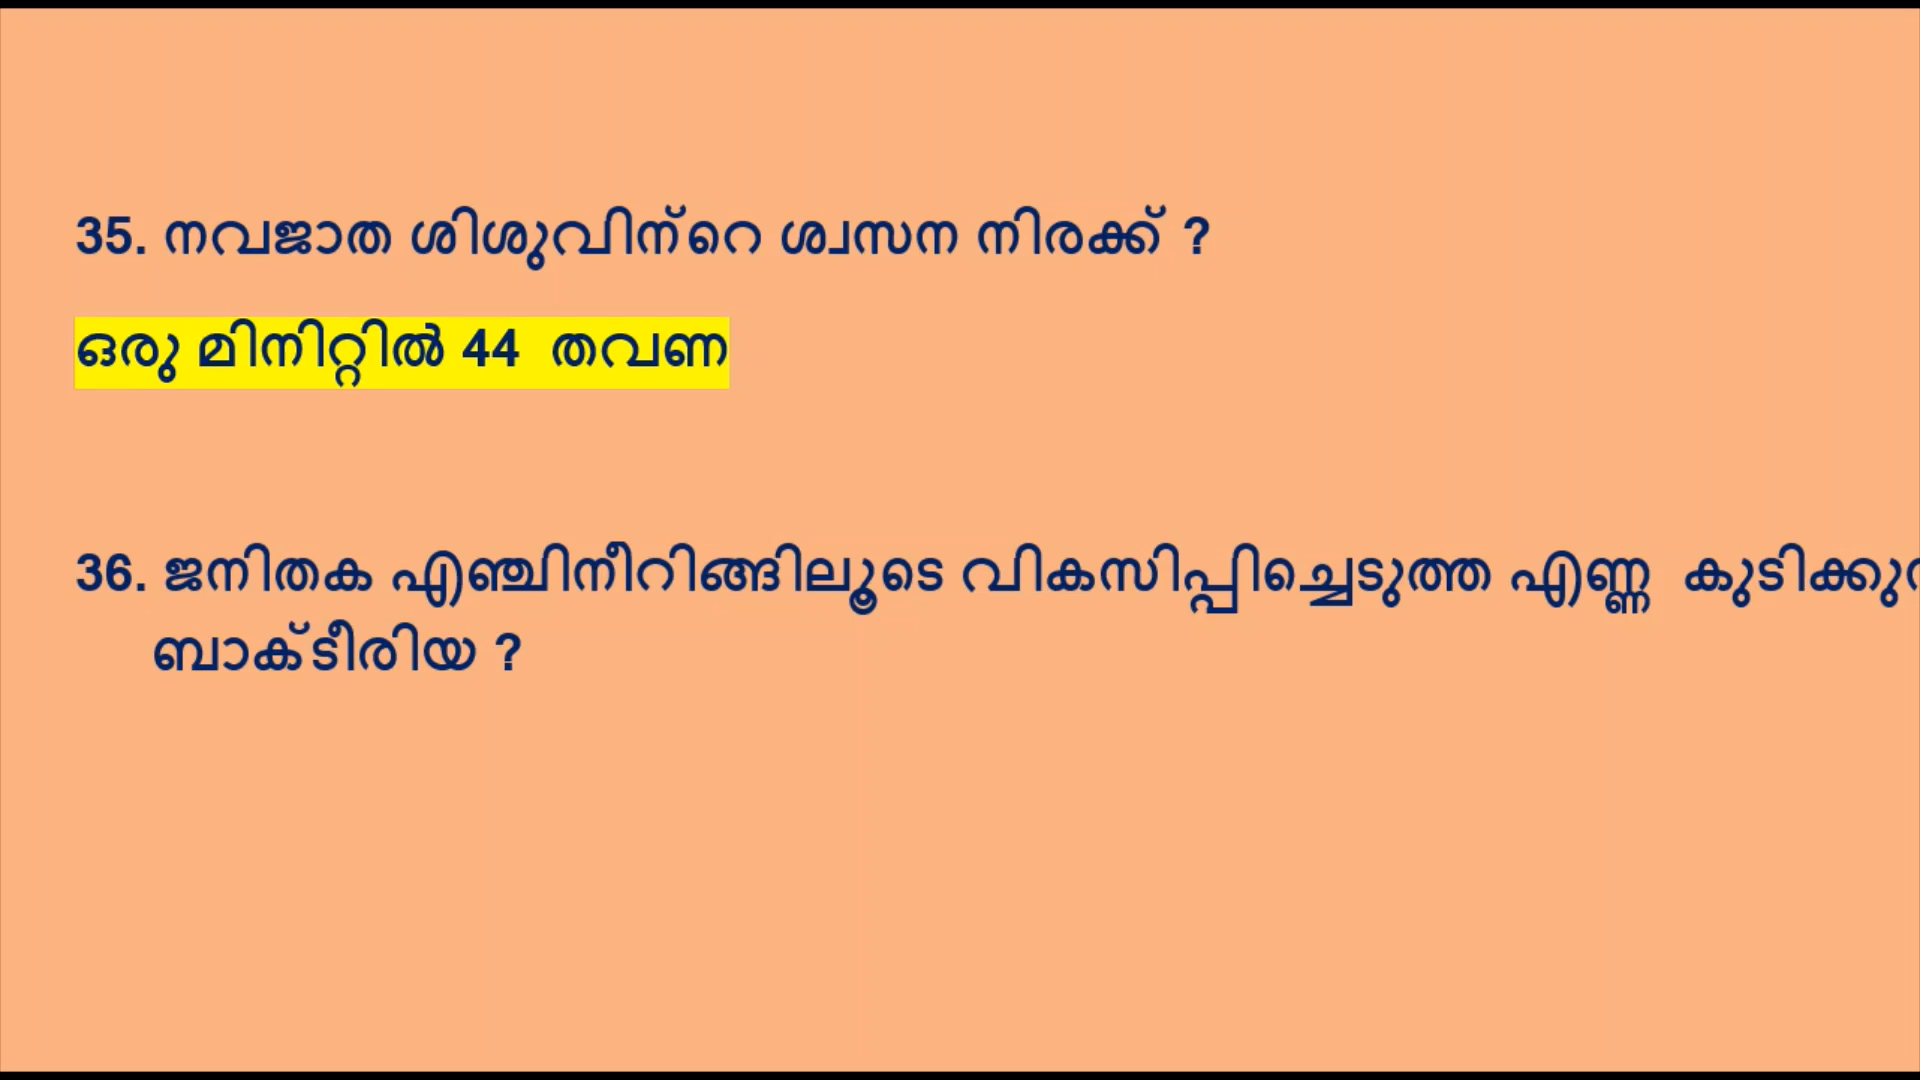 35. നവജാത ശിശുവിന്റെ ശ്വസന നിരക്ക് ?
ഒരു മിനിറ്റിൽ 44 തവണ
36. ജനിതക എഞ്ചിനീറിങ്ങിലൂടെ വികസിപ്പിച്ചെടുത്ത എണ്ണ
ബാക്ടീരിയ ?